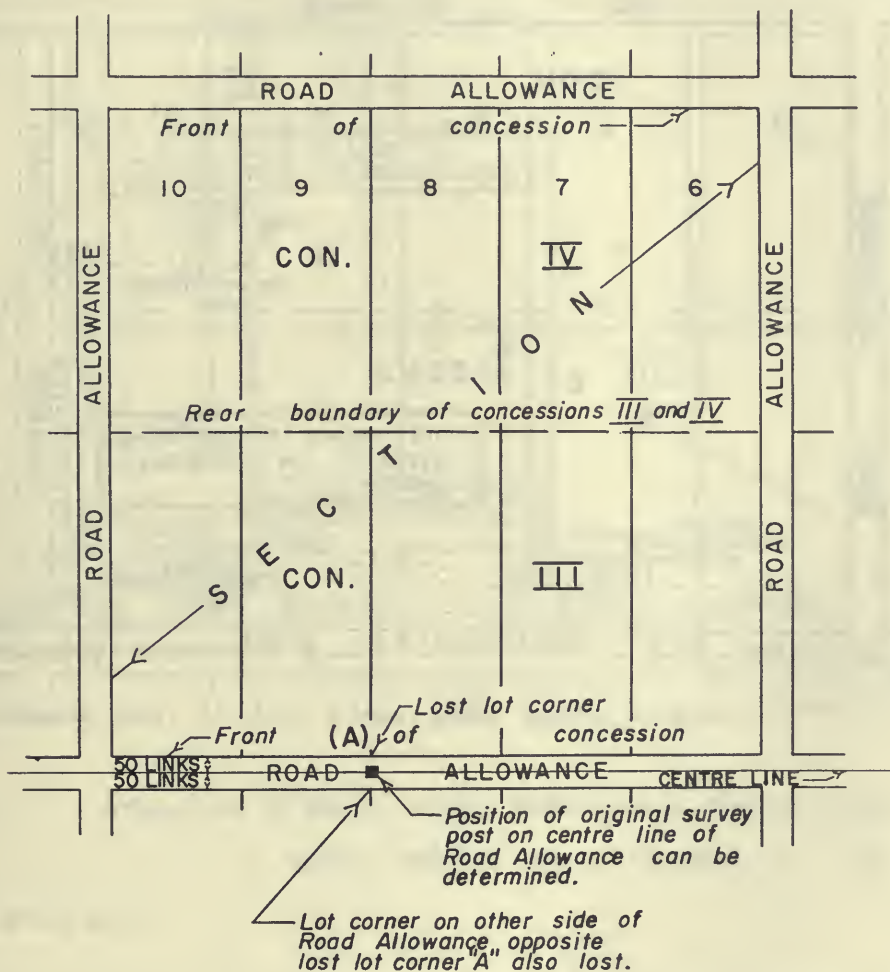 ROAD ALLOWANCE
Front of concession
10 9 8 7 6
CON. IV
ROAD ALLOWANCE
ROAD ALLOWANCE
SECTION
Rear boundary of concessions III and IV
CON. III
Lost lot corner
Front (A) of concession
50 LINKS
50 LINKS
ROAD ALLOWANCE
CENTRE LINE
Position of original survey
post on centre line of
Road Allowance can be
determined.
Lot corner on other side of
Road Allowance opposite
lost lot corner "A" also lost.